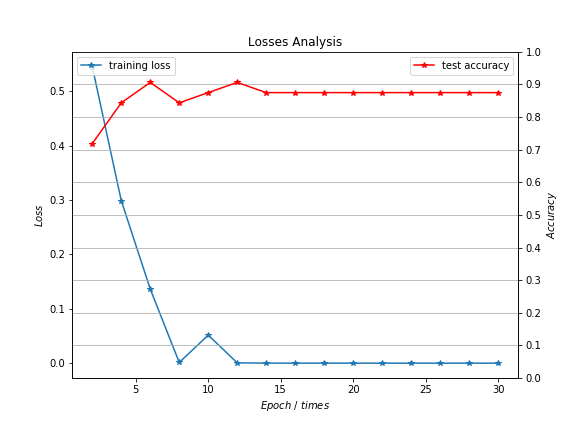 Losses Analysis
training loss
test accuracy
0.5
0.4
0.3
0.2
0.1
0.0
Loss
1.0
0.9
0.8
0.7
0.6
0.5
0.4
0.3
0.2
0.1
0.0
Accuracy
5 10 15 20 25 30
Epoch / times